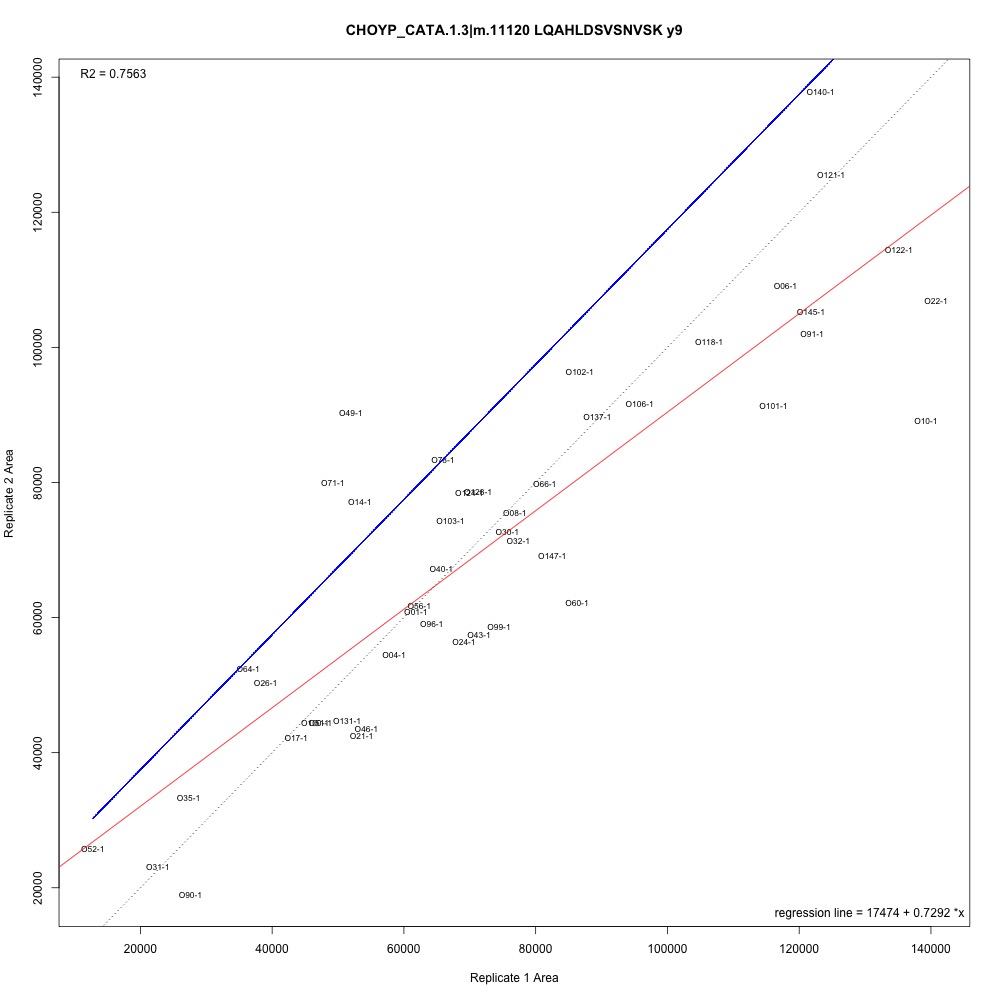 CHOYP_CATA.1.3|m.11120 LQAHLDSVSNVSK y9
R2 = 0.7563
140000
O140-1
O121-1
120000
O122-1
O06-1
O22-1
O145-1
O91-1
100000
O118-1
O102-1
O106-1
O101-1
O49-1
O137-1
O10-1
80000
O71-1
O66-1
O14-1
O08-1
O103-1
O30-1
O32-1
O147-1
O40-1
O60-1
60000
O56-1
O01-1
O96-1
O99-1
O43-1
O24-1
O04-1
O64-1
O26-1
O131-1
O46-1
O21-1
O17-1
40000
O35-1
O52-1
O31-1
20000
O90-1
regression line = 17474 + 0.7292 *x
20000 40000 60000 80000 100000 120000 140000
Replicate 1 Area
Replicate 2 Area